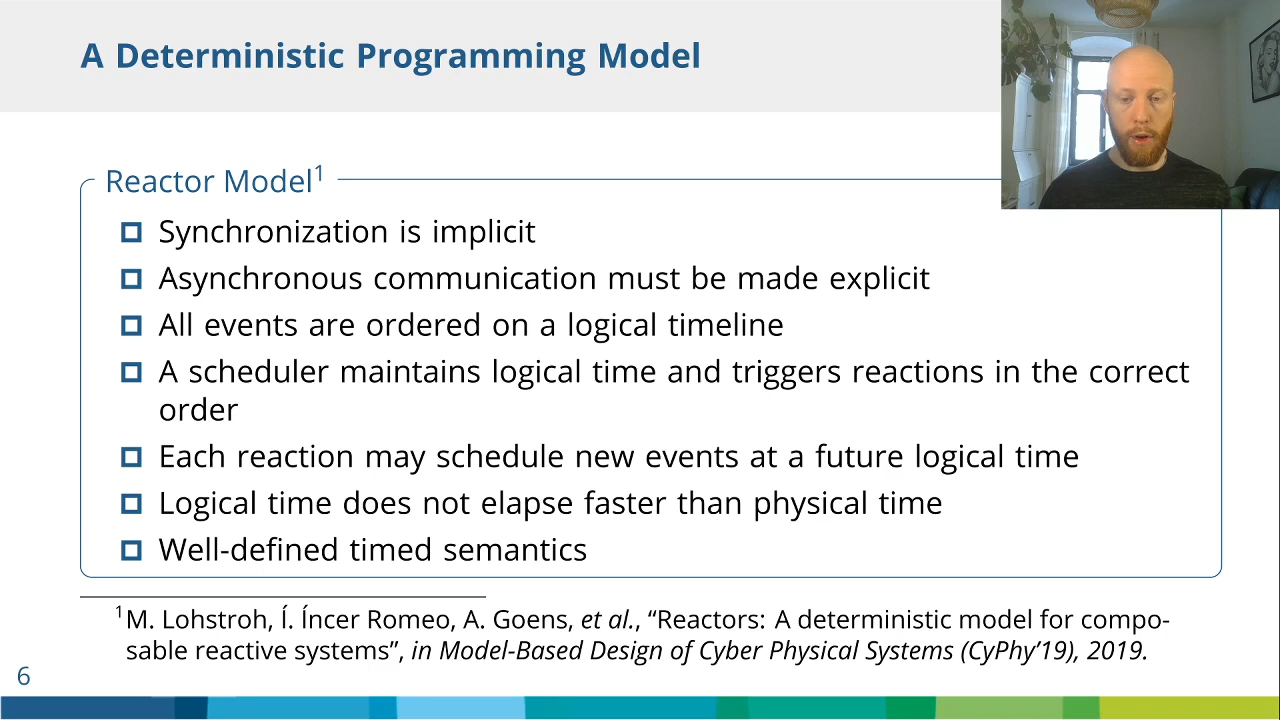 A Deterministic Programming Model
Reactor Model1
Synchronization is implicit
Asynchronous communication must be made explicit
All events are ordered on a logical timeline
A scheduler maintains logical time and triggers reactions in the correct
order
Each reaction may schedule new events at a future logical time
Logical time does not elapse faster than physical time
Well-defined timed semantics
1M. Lohstroh, Í. Íncer Romeo, A. Goens, et al., “Reactors: A deterministic model for compo-
sable reactive systems”, in Model-Based Design of Cyber Physical Systems (CyPhy’19), 2019.
6